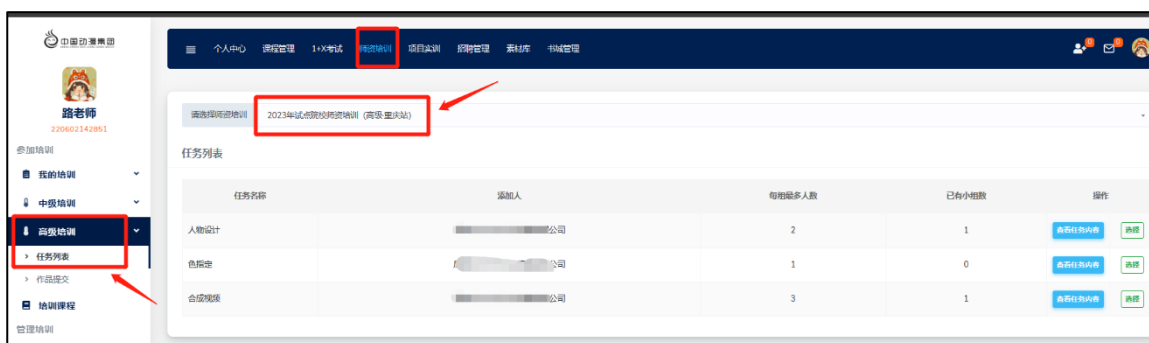 中国动漫集团
个人中心 课程管理 1+X考试 师资培训 项目实训 招聘管理 素材库 书城管理
0 0
路老师
220602142851
请选择师资培训 2023年试点院校师资培训（高级-重庆站）
参加培训
任务列表
我的培训
中级培训
高级培训
任务列表
作品提交
培训课程
管理培训
任务名称 添加人 每组最多人数 已有小组数 操作
人物设计 公司 2 1 查看任务内容 选择
色指定 公司 1 0 查看任务内容 选择
合成视频 公司 3 1 查看任务内容 选择